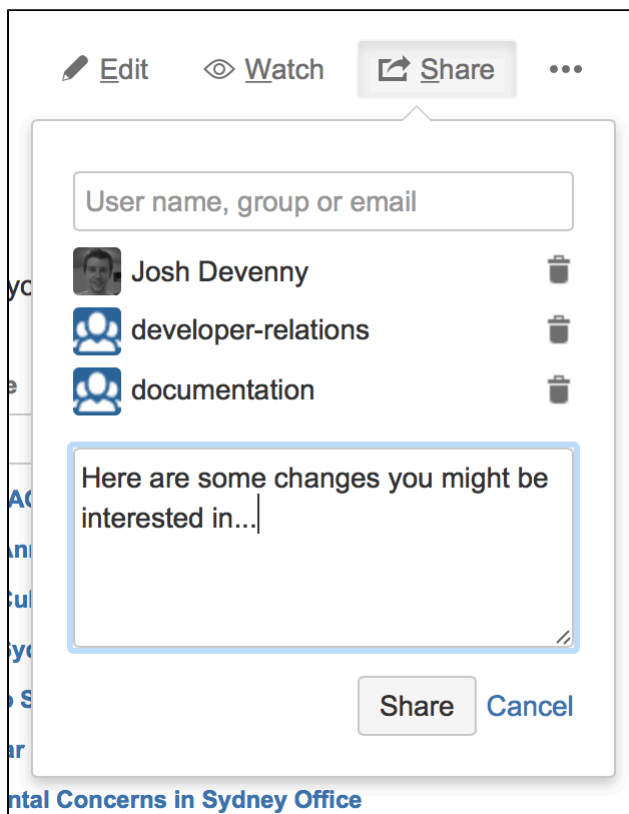 Edit Watch Share
User name, group or email
Josh Devenny
developer-relations
documentation
Here are some changes you might be
interested in...
Share Cancel
ntal Concerns in Sydney Office